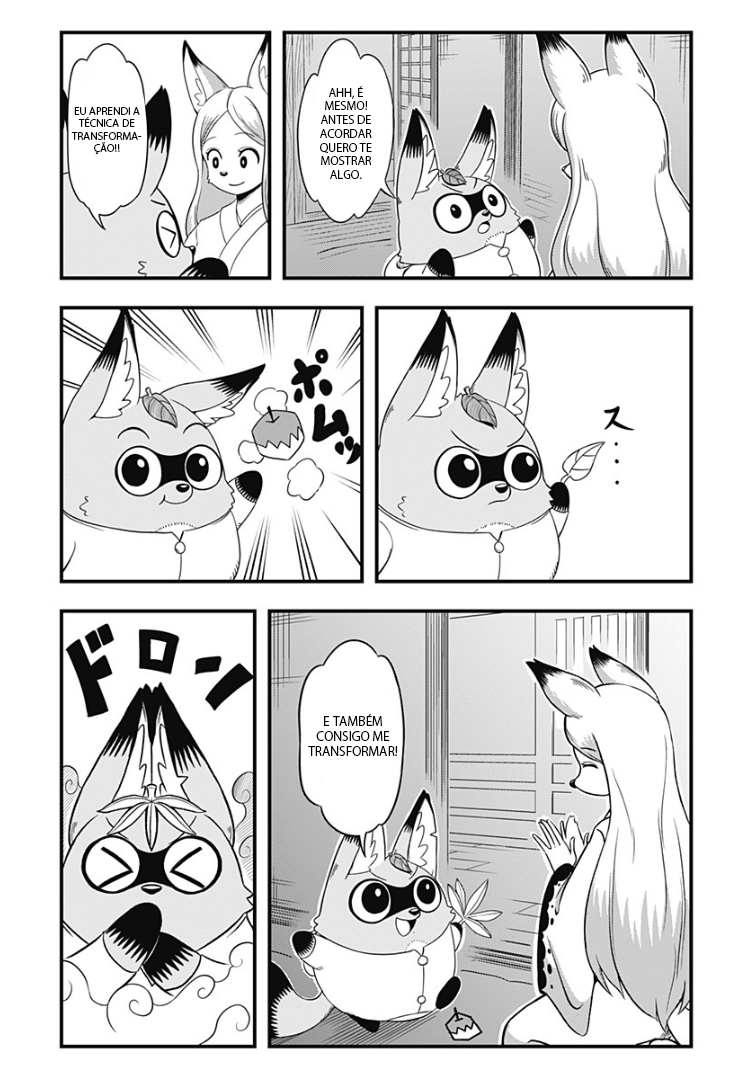 AHH, É
MESMO!
ANTES DE
ACORDAR
QUERO TE
MOSTRAR
ALGO.
EU APRENDI A
TÉCNICA DE
TRANSFORMA-
ÇÃO!!
ス...
ポムッ
E TAMBÉM
CONSIGO ME
TRANSFORMAR!
ドロン